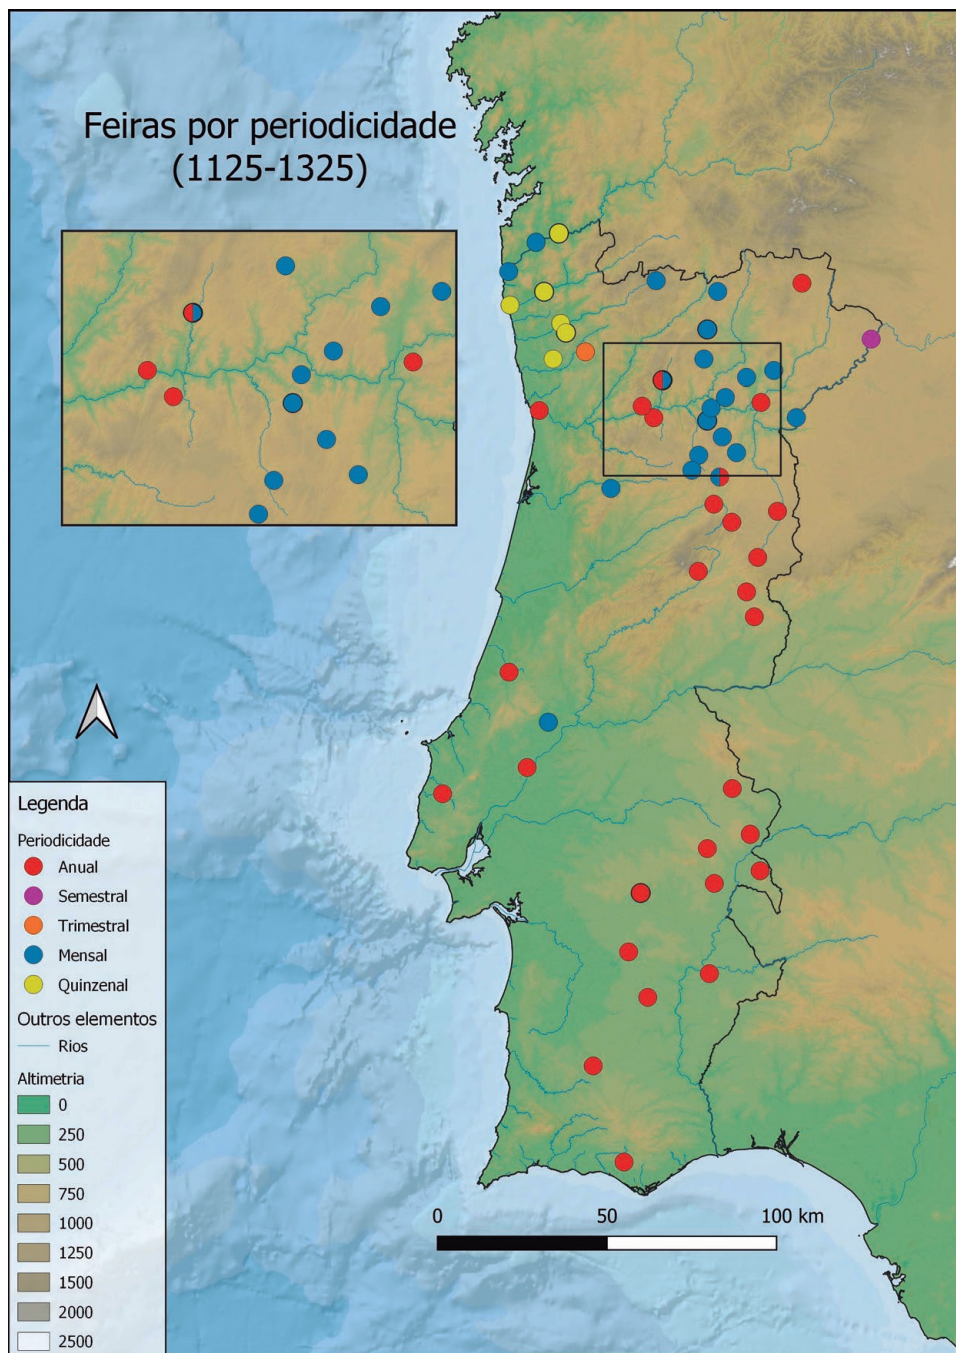 Feiras por periodicidade
(1125-1325)
Legenda
Periodicidade
Anual
Semestral
Trimestral
Mensal
Quinzenal
Outros elementos
Rios
Altimetria
0
250
500
750
1000
1250
1500
2000
2500
0 50 100 km